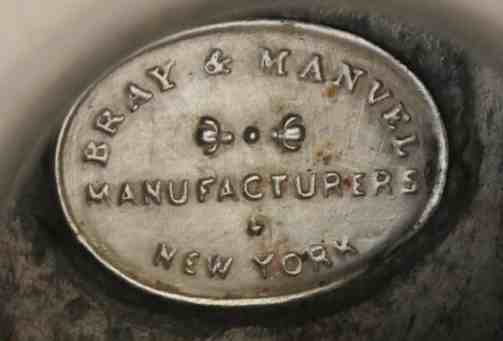 BRAY & MANVEL
MANUFACTURERS
NEW YORK